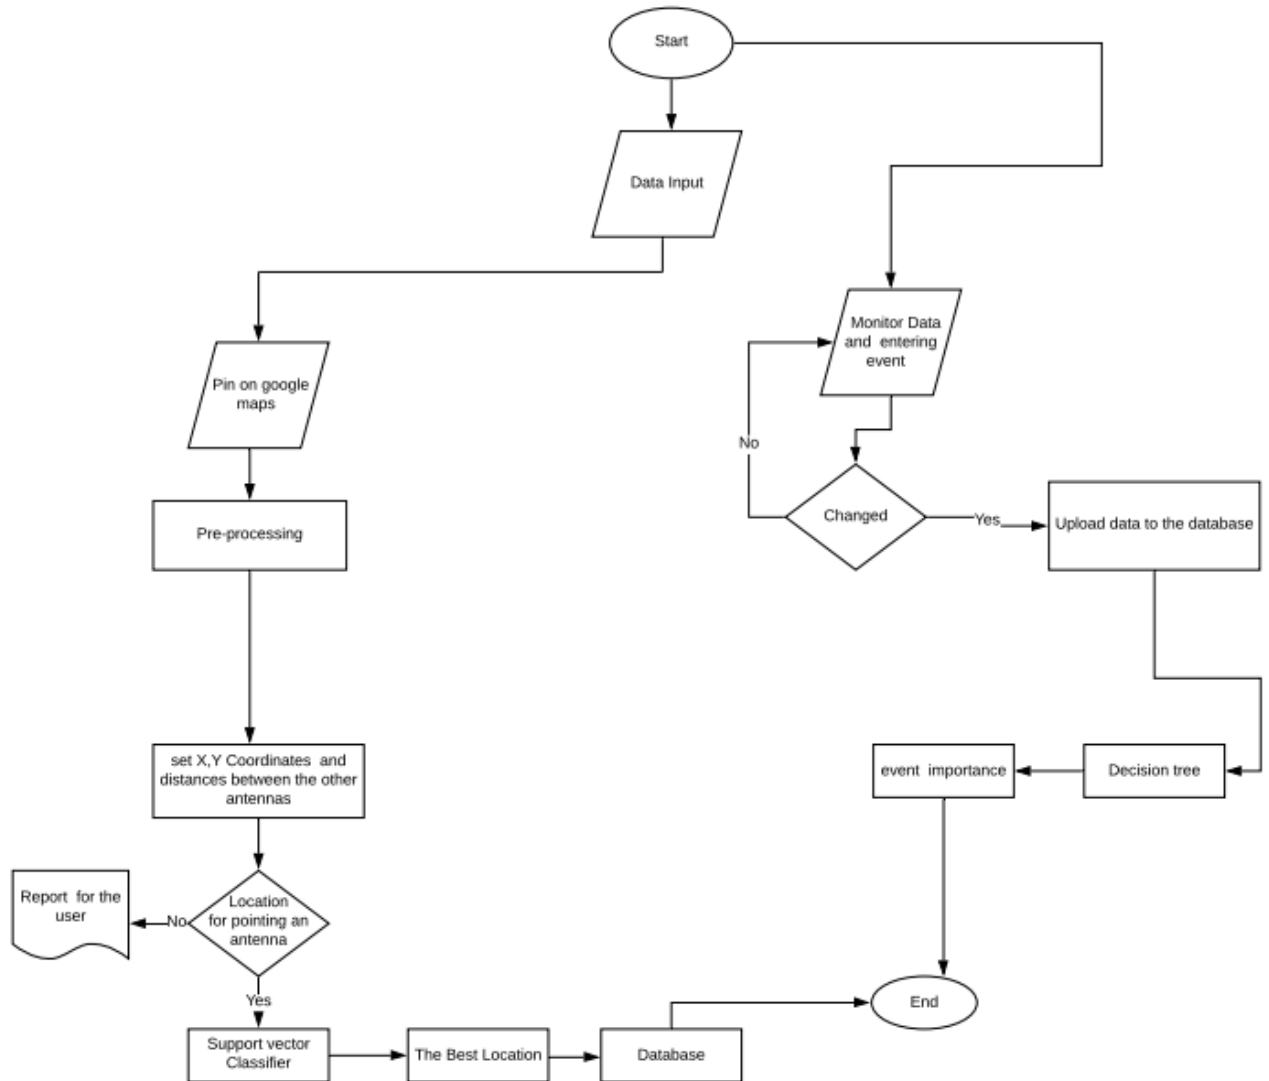 Start
Data Input
Monitor Data
and entering
event
Pin on google
maps
No
Changed
Yes
Upload data to the database
Pre-processing
set X,Y Coordinates and
distances between the other
antennas
event importance
Decision tree
Report for the
user
No
Location
for pointing an
antenna
Yes
Support vector
Classifier
The Best Location
Database
End